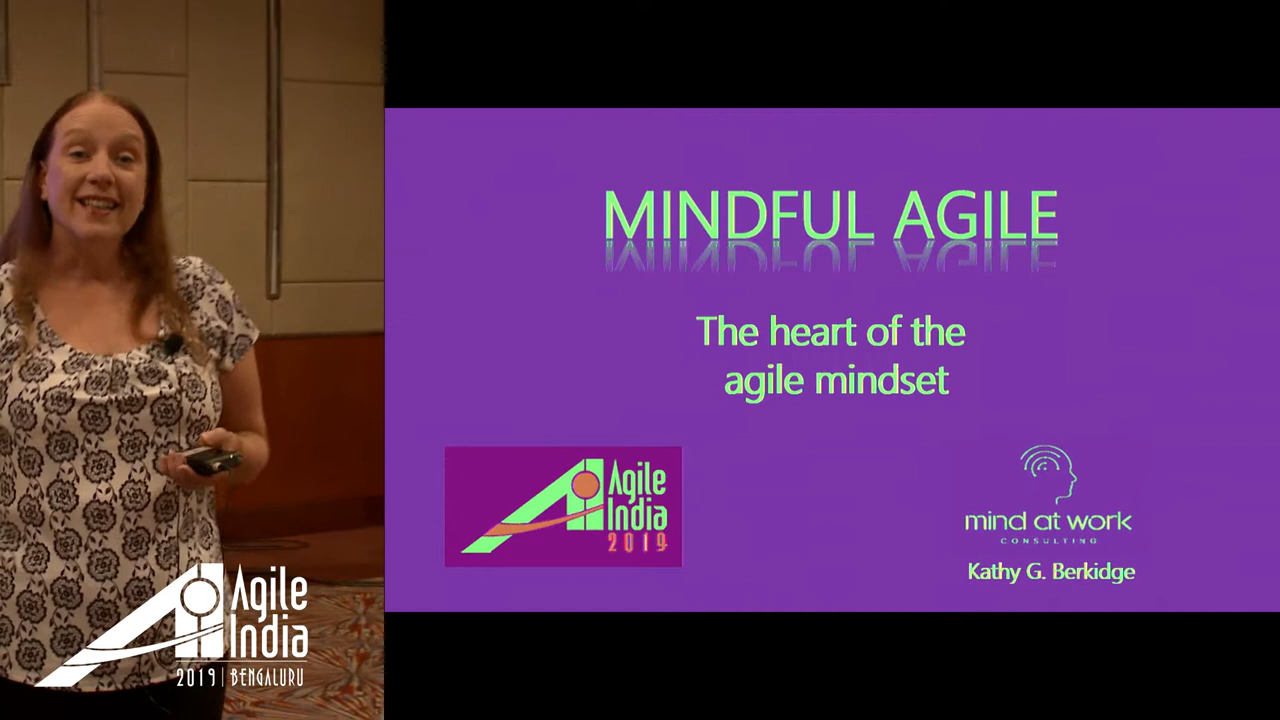 MINDFUL AGILE
The heart of the
agile mindset
Agile
India
2019
mind at work
CONSULTING
Kathy G. Berkidge
Agile
India
2019 | BENGALURU